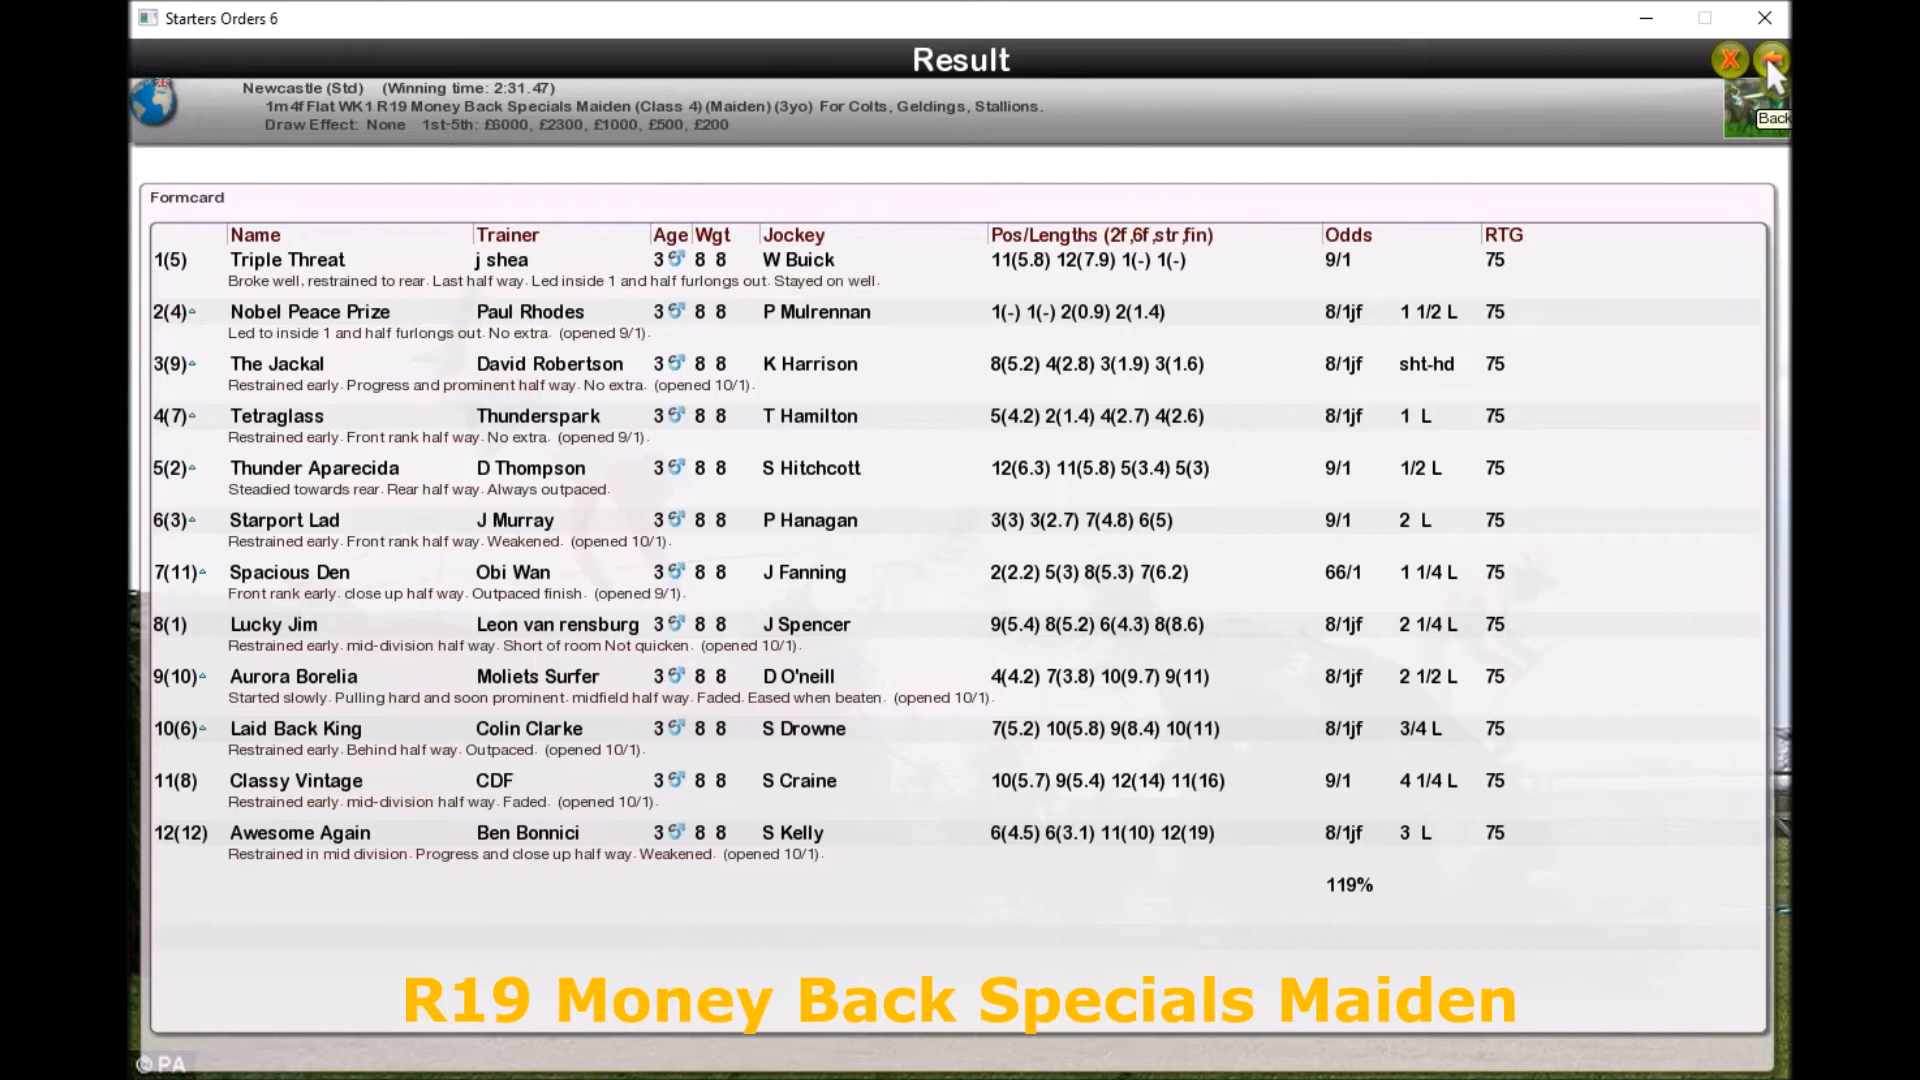 Starters Orders 6
Result
Newcastle (Std) (Winning time: 2:31.47)
1m4f Flat WK1 R19 Money Back Specials Maiden (Class 4) (Maiden) (3yo) For Colts, Geldings, Stallions.
Draw Effect: None 1st-5th: £6000, £2300, £1000, £500, £200
Back
Formcard
Name Trainer Age Wgt Jockey Pos/Lengths (2f,6f,str,fin) Odds RTG
1(5) Triple Threat j shea 3 8 8 W Buick 11(5.8) 12(7.9) 1(-) 1(-) 9/1 75
Broke well, restrained to rear. Last half way. Led inside 1 and half furlongs out. Stayed on well.
2(4) Nobel Peace Prize Paul Rhodes 3 8 8 P Mulrennan 1(-) 1(-) 2(0.9) 2(1.4) 8/1jf 1 1/2 L 75
Led to inside 1 and half furlongs out. No extra. (opened 9/1).
3(9) The Jackal David Robertson 3 8 8 K Harrison 8(5.2) 4(2.8) 3(1.9) 3(1.6) 8/1jf sht-hd 75
Restrained early. Progress and prominent half way. No extra. (opened 10/1).
4(7) Tetraglass Thunderspark 3 8 8 T Hamilton 5(4.2) 2(1.4) 4(2.7) 4(2.6) 8/1jf 1 L 75
Restrained early. Front rank half way. No extra. (opened 9/1).
5(2) Thunder Aparecida D Thompson 3 8 8 S Hitchcott 12(6.3) 11(5.8) 5(3.4) 5(3) 9/1 1/2 L 75
Steadied towards rear. Rear half way. Always outpaced.
6(3) Starport Lad J Murray 3 8 8 P Hanagan 3(3) 3(2.7) 7(4.8) 6(5) 9/1 2 L 75
Restrained early. Front rank half way. Weakened. (opened 10/1).
7(11) Spacious Den Obi Wan 3 8 8 J Fanning 2(2.2) 5(3) 8(5.3) 7(6.2) 66/1 1 1/4 L 75
Front rank early. close up half way. Outpaced finish. (opened 9/1).
8(1) Lucky Jim Leon van rensburg 3 8 8 J Spencer 9(5.4) 8(5.2) 6(4.3) 8(8.6) 8/1jf 2 1/4 L 75
Restrained early. mid-division half way. Short of room Not quicken. (opened 10/1).
9(10) Aurora Borelia Moliets Surfer 3 8 8 D O'neill 4(4.2) 7(3.8) 10(9.7) 9(11) 8/1jf 2 1/2 L 75
Started slowly. Pulling hard and soon prominent. midfield half way. Faded. Eased when beaten. (opened 10/1).
10(6) Laid Back King Colin Clarke 3 8 8 S Drowne 7(5.2) 10(5.8) 9(8.4) 10(11) 8/1jf 3/4 L 75
Restrained early. Behind half way. Outpaced. (opened 10/1).
11(8) Classy Vintage CDF 3 8 8 S Craine 10(5.7) 9(5.4) 12(14) 11(16) 9/1 4 1/4 L 75
Restrained early. mid-division half way. Faded. (opened 10/1).
12(12) Awesome Again Ben Bonnici 3 8 8 S Kelly 6(4.5) 6(3.1) 11(10) 12(19) 8/1jf 3 L 75
Restrained in mid division. Progress and close up half way. Weakened. (opened 10/1).
119%
R19 Money Back Specials Maiden
© PA